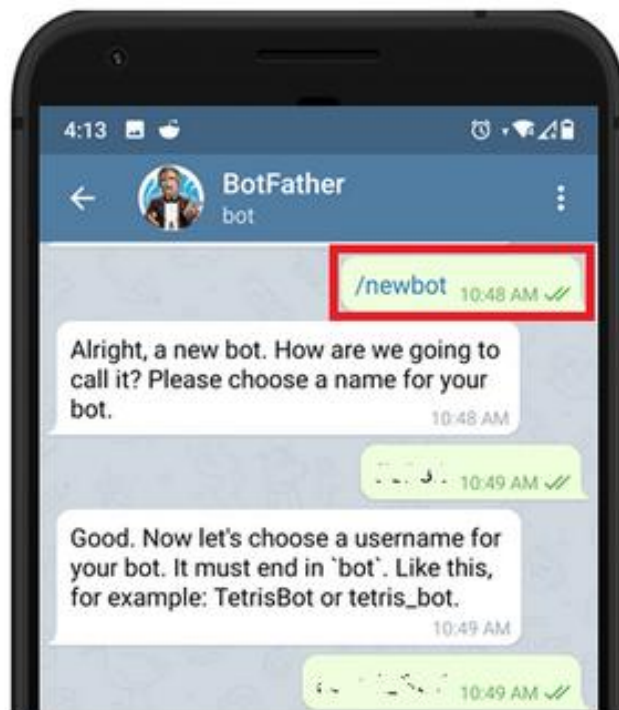 4:13
BotFather
bot
/newbot 10:48 AM
Alright, a new bot. How are we going to
call it? Please choose a name for your
bot.
10:48 AM
10:49 AM
Good. Now let's choose a username for
your bot. It must end in `bot`. Like this,
for example: TetrisBot or tetris_bot.
10:49 AM
10:49 AM